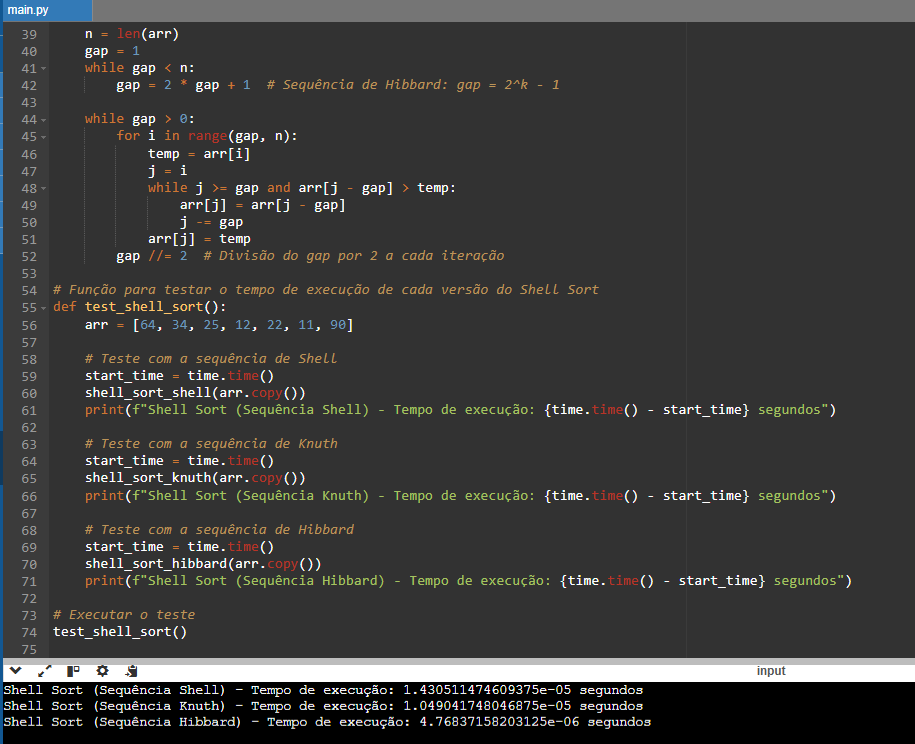 main.py
39 n = len(arr)
40 gap = 1
41 while gap < n:
42 gap = 2 * gap + 1 # Sequência de Hibbard: gap = 2^k - 1
43
44 while gap > 0:
45 for i in range(gap, n):
46 temp = arr[i]
47 j = i
48 while j >= gap and arr[j - gap] > temp:
49 arr[j] = arr[j - gap]
50 j -= gap
51 arr[j] = temp
52 gap //= 2 # Divisão do gap por 2 a cada iteração
53
54 # Função para testar o tempo de execução de cada versão do Shell Sort
55 def test_shell_sort():
56 arr = [64, 34, 25, 12, 22, 11, 90]
57
58 # Teste com a sequência de Shell
59 start_time = time.time()
60 shell_sort_shell(arr.copy())
61 print(f"Shell Sort (Sequência Shell) - Tempo de execução: {time.time() - start_time} segundos")
62
63 # Teste com a sequência de Knuth
64 start_time = time.time()
65 shell_sort_knuth(arr.copy())
66 print(f"Shell Sort (Sequência Knuth) - Tempo de execução: {time.time() - start_time} segundos")
67
68 # Teste com a sequência de Hibbard
69 start_time = time.time()
70 shell_sort_hibbard(arr.copy())
71 print(f"Shell Sort (Sequência Hibbard) - Tempo de execução: {time.time() - start_time} segundos")
72
73 # Executar o teste
74 test_shell_sort()
75
input
Shell Sort (Sequência Shell) - Tempo de execução: 1.430511474609375e-05 segundos
Shell Sort (Sequência Knuth) - Tempo de execução: 1.049041748046875e-05 segundos
Shell Sort (Sequência Hibbard) - Tempo de execução: 4.76837158203125e-06 segundos